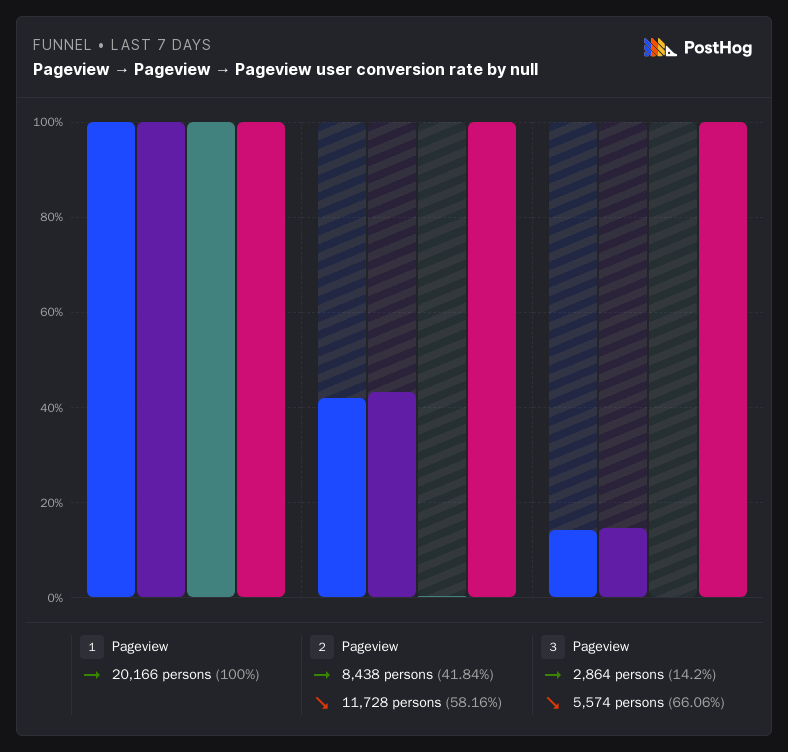 FUNNEL • LAST 7 DAYS
Pageview → Pageview → Pageview user conversion rate by null
PostHog
100%
80%
60%
40%
20%
0%
1 Pageview
→ 20,166 persons (100%)
2 Pageview
→ 8,438 persons (41.84%)
↘ 11,728 persons (58.16%)
3 Pageview
→ 2,864 persons (14.2%)
↘ 5,574 persons (66.06%)